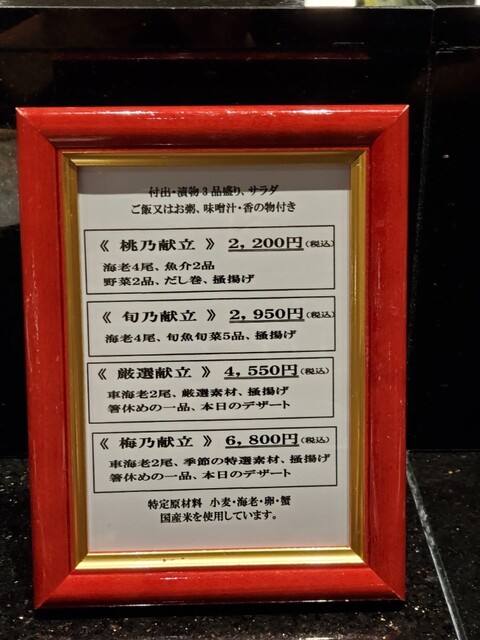 付出・漬物3品盛り、サラダ
ご飯又はお粥、味噌汁・香の物付き
《 桃乃献立 》 2,200円(税込)
海老4尾、魚介2品
野菜2品、だし巻、掻揚げ
《 旬乃献立 》 2,950円(税込)
海老4尾、旬魚旬菜5品、掻揚げ
《 厳選献立 》 4,550円(税込)
車海老2尾、厳選素材、掻揚げ
箸休めの一品、本日のデザート
《 梅乃献立 》 6,800円(税込)
車海老2尾、季節の特選素材、掻揚げ
箸休めの一品、本日のデザート
特定原材料 小麦・海老・卵・蟹
国産米を使用しています。